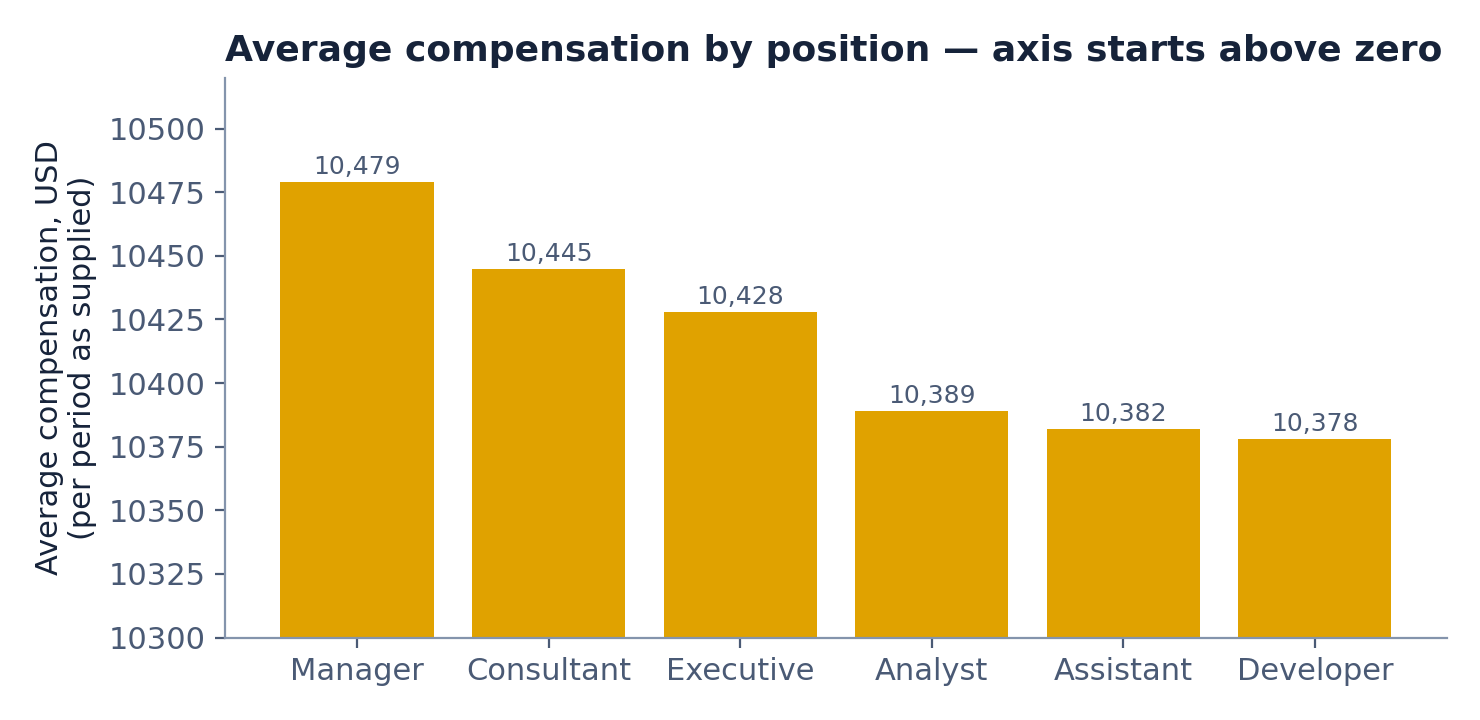 Average compensation by position — axis starts above zero
Average compensation, USD
(per period as supplied)
10500
10475
10450
10425
10400
10375
10350
10325
10300
10,479
10,445
10,428
10,389
10,382
10,378
Manager
Consultant
Executive
Analyst
Assistant
Developer